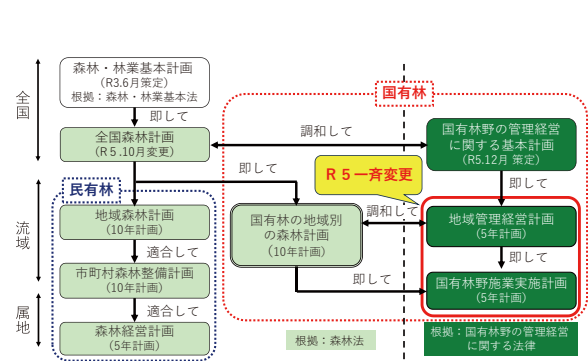 全国
流域
属地
森林・林業基本計画
(R3.6月策定)
根拠：森林・林業基本法
即して
全国森林計画
(R５.10月変更)
民有林
地域森林計画
(10年計画)
適合して
市町村森林整備計画
(10年計画)
適合して
森林経営計画
(5年計画)
国有林
調和して
即して
Ｒ５一斉変更
国有林の地域別
の森林計画
(10年計画)
調和して
即して
国有林野の管理経営
に関する基本計画
(R5.12月 策定)
即して
地域管理経営計画
(5年計画)
即して
国有林野施業実施計画
(5年計画)
根拠：森林法
根拠：国有林野の管理経営
に関する法律